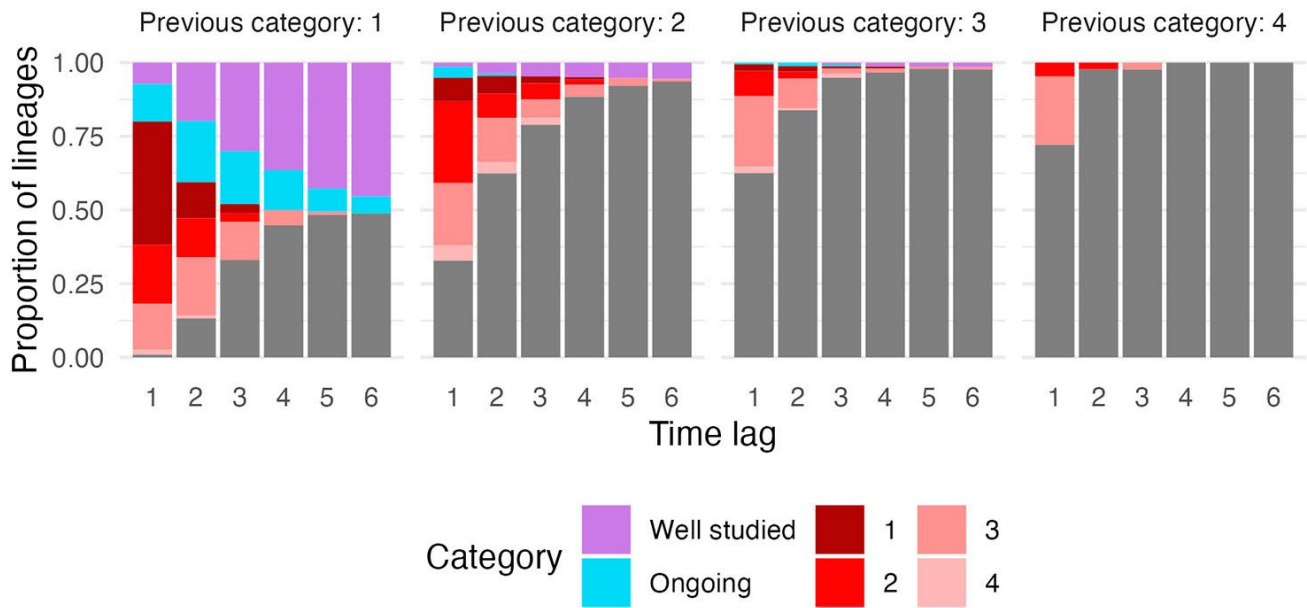 Previous category: 1 Previous category: 2 Previous category: 3 Previous category: 4
Proportion of lineages
1.00
0.75
0.50
0.25
0.00
1 2 3 4 5 6 1 2 3 4 5 6 1 2 3 4 5 6 1 2 3 4 5 6
Time lag
Category
Well studied 1 3
Ongoing 2 4